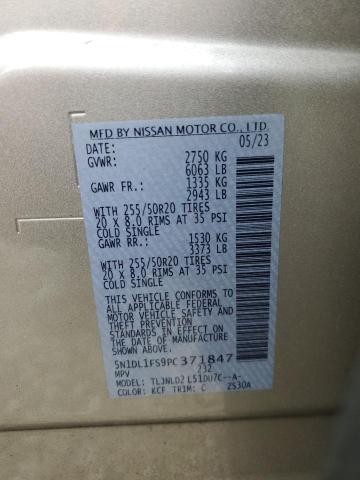 MFD BY NISSAN MOTOR CO., LTD.
DATE: 05/23
GVWR: 2750 KG
6063 LB
GAWR FR.: 1335 KG
2943 LB
WITH 255/50R20 TIRES
20 X 8.0 RIMS AT 35 PSI
COLD SINGLE
GAWR RR.: 1530 KG
3373 LB
WITH 255/50R20 TIRES
20 X 8.0 RIMS AT 35 PSI
COLD SINGLE
THIS VEHICLE CONFORMS TO
ALL APPLICABLE FEDERAL
MOTOR VEHICLE SAFETY AND
THEFT PREVENTION STANDARDS
IN EFFECT ON THE DATE OF
MANUFACTURE SHOWN ABOVE.
5N1DL1FS9PC371847
MPV 232
MODEL: TLJNLD2 L51DU7C--A-
COLOR: KCF TRIM: C 2S30A